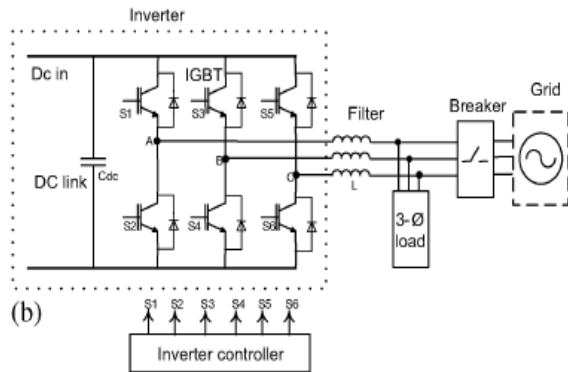 Inverter
Dc in
IGBT
S1
S3
S5
Filter
Breaker
Grid
A
B
C
DC link
Cdc
L
S2
S4
S6
3-Ø
load
(b)
S1 S2 S3 S4 S5 S6
Inverter controller